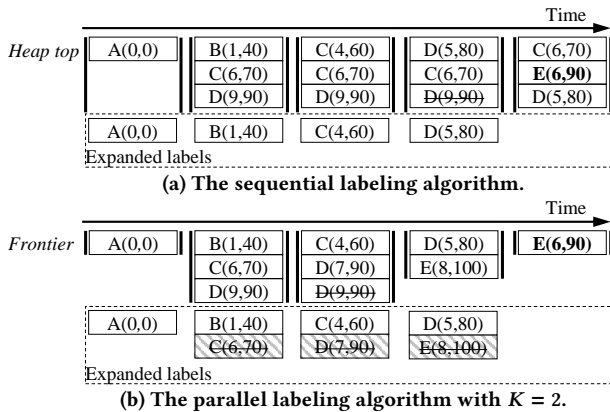 Time
Heap top A(0,0) B(1,40) C(4,60) D(5,80) C(6,70)
C(6,70) C(6,70) C(6,70) E(6,90)
D(9,90) D(9,90) D(9,90) D(5,80)
A(0,0) B(1,40) C(4,60) D(5,80)
Expanded labels
(a) The sequential labeling algorithm.
Time
Frontier A(0,0) B(1,40) C(4,60) D(5,80) E(6,90)
C(6,70) D(7,90) E(8,100)
D(9,90) D(9,90)
A(0,0) B(1,40) C(4,60) D(5,80)
C(6,70) D(7,90) E(8,100)
Expanded labels
(b) The parallel labeling algorithm with K = 2.